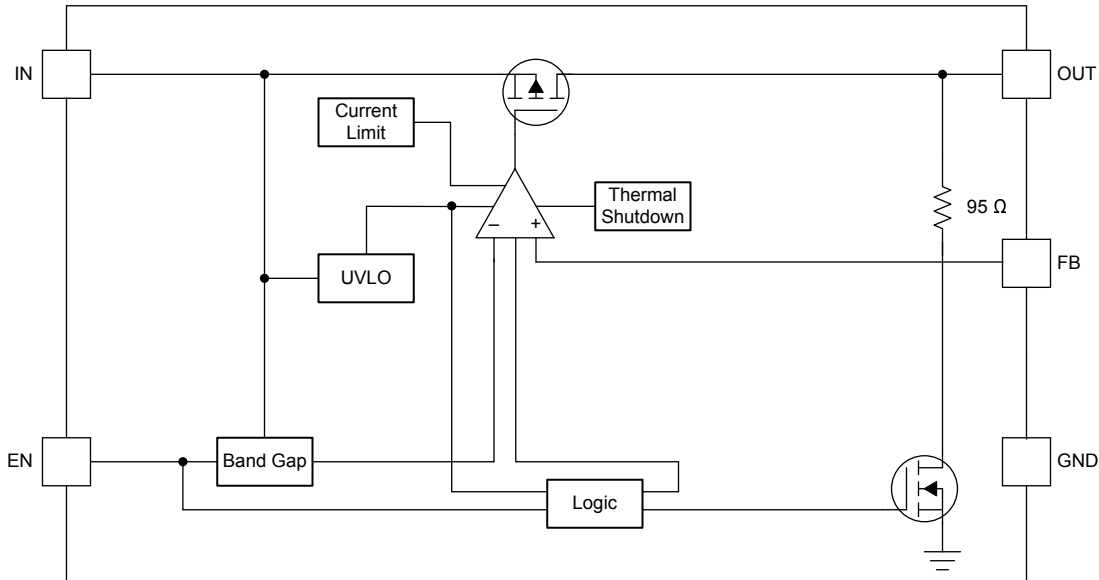 IN
OUT
Current
Limit
Thermal
Shutdown
95 Ω
− +
UVLO
FB
EN
Band Gap
GND
Logic